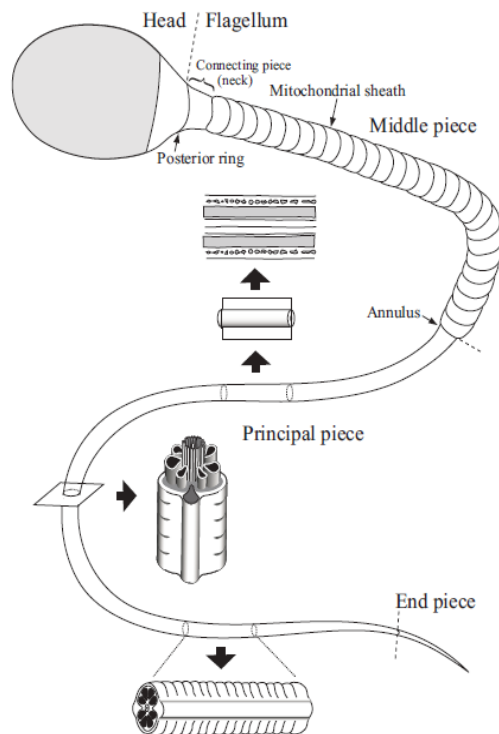 Head Flagellum
Connecting piece
(neck)
Mitochondrial sheath
Middle piece
Posterior ring
Annulus
Principal piece
End piece